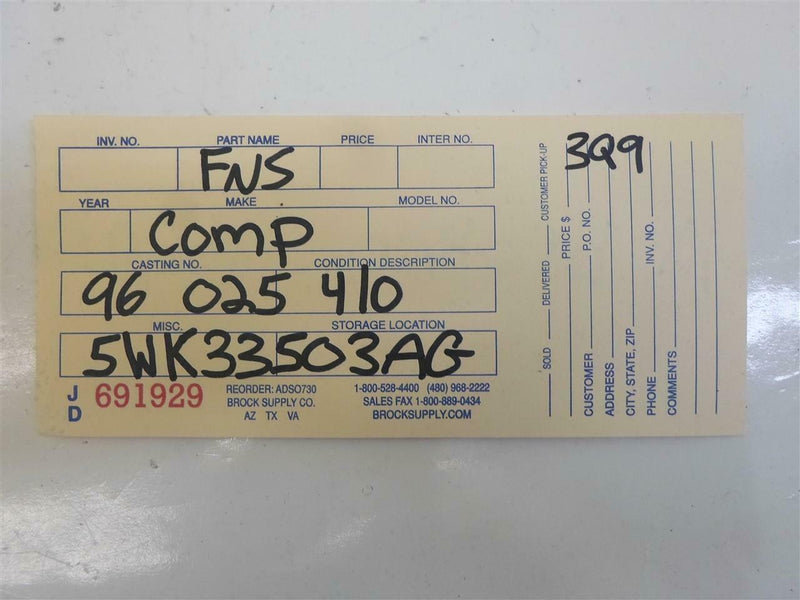 INV. NO. PART NAME PRICE INTER NO.
FNS
YEAR MAKE MODEL NO.
Comp
CASTING NO. CONDITION DESCRIPTION
96 025 410
MISC. STORAGE LOCATION
5WK33503AG
JD 691929
REORDER: ADSO730
BROCK SUPPLY CO.
AZ TX VA
1-800-528-4400 (480) 968-2222
SALES FAX 1-800-889-0434
BROCKSUPPLY.COM
3Q9
SOLD DELIVERED CUSTOMER PICK-UP
PRICE $
CUSTOMER P.O. NO.
ADDRESS
CITY, STATE, ZIP
PHONE INV. NO.
COMMENTS